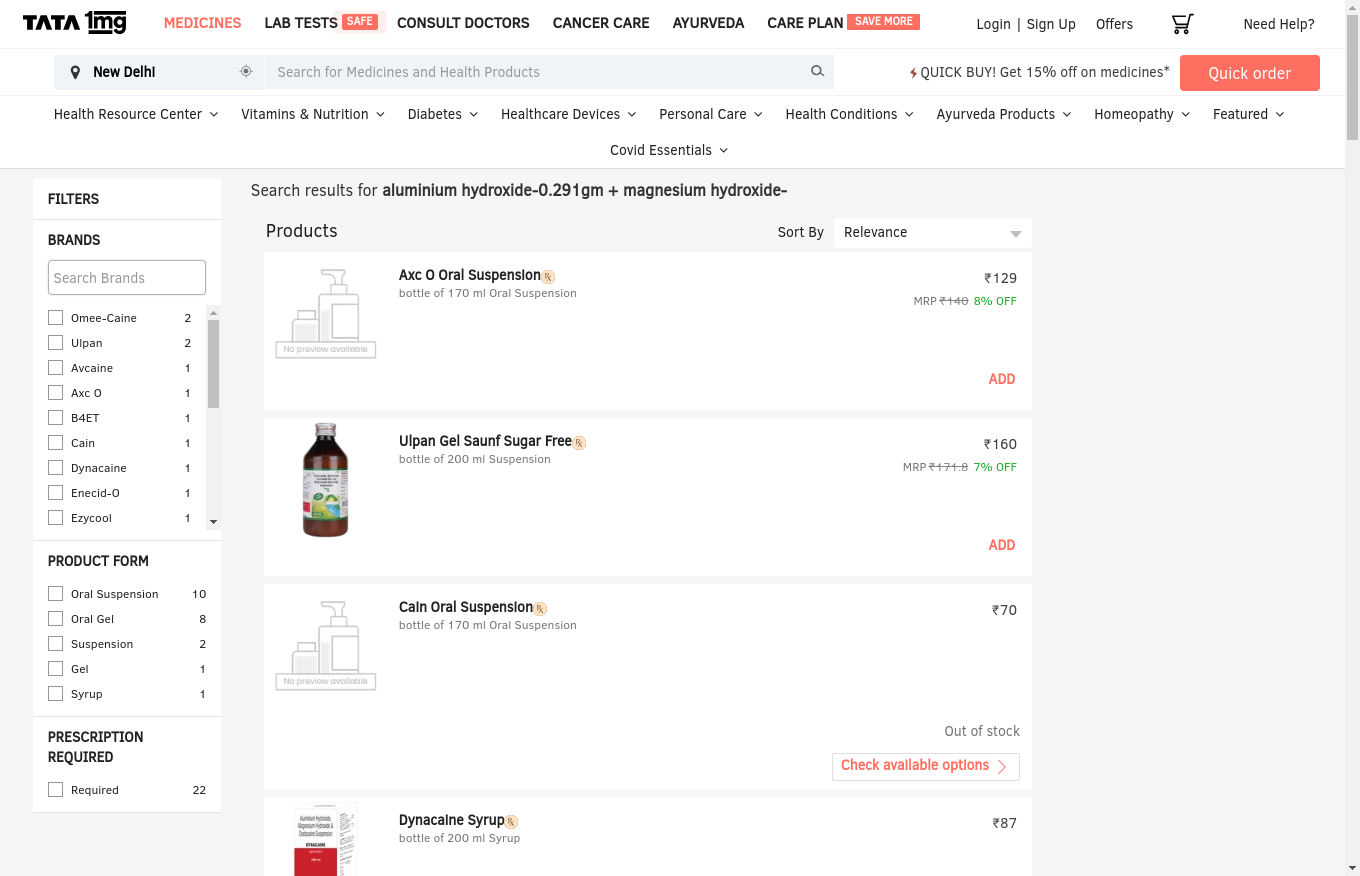 TATA 1mg MEDICINES LAB TESTS SAFE CONSULT DOCTORS CANCER CARE AYURVEDA CARE PLAN SAVE MORE Login | Sign Up Offers Need Help?
New Delhi Search for Medicines and Health Products QUICK BUY! Get 15% off on medicines* Quick order
Health Resource Center Vitamins & Nutrition Diabetes Healthcare Devices Personal Care Health Conditions Ayurveda Products Homeopathy Featured
Covid Essentials
FILTERS
BRANDS
Search Brands
Omee-Caine 2
Ulpan 2
Avcaine 1
Axc O 1
B4ET 1
Cain 1
Dynacaine 1
Enecid-O 1
Ezycool 1
PRODUCT FORM
Oral Suspension 10
Oral Gel 8
Suspension 2
Gel 1
Syrup 1
PRESCRIPTION
REQUIRED
Required 22
Search results for aluminium hydroxide-0.291gm + magnesium hydroxide-
Products Sort By Relevance
Axc O Oral Suspension ₹129
bottle of 170 ml Oral Suspension MRP ₹140 8% OFF
No preview available
ADD
Ulpan Gel Saunf Sugar Free ₹160
bottle of 200 ml Suspension MRP ₹171.8 7% OFF
ADD
Cain Oral Suspension ₹70
bottle of 170 ml Oral Suspension
No preview available
Out of stock
Check available options
Dynacaine Syrup ₹87
bottle of 200 ml Syrup
DYNACAINE